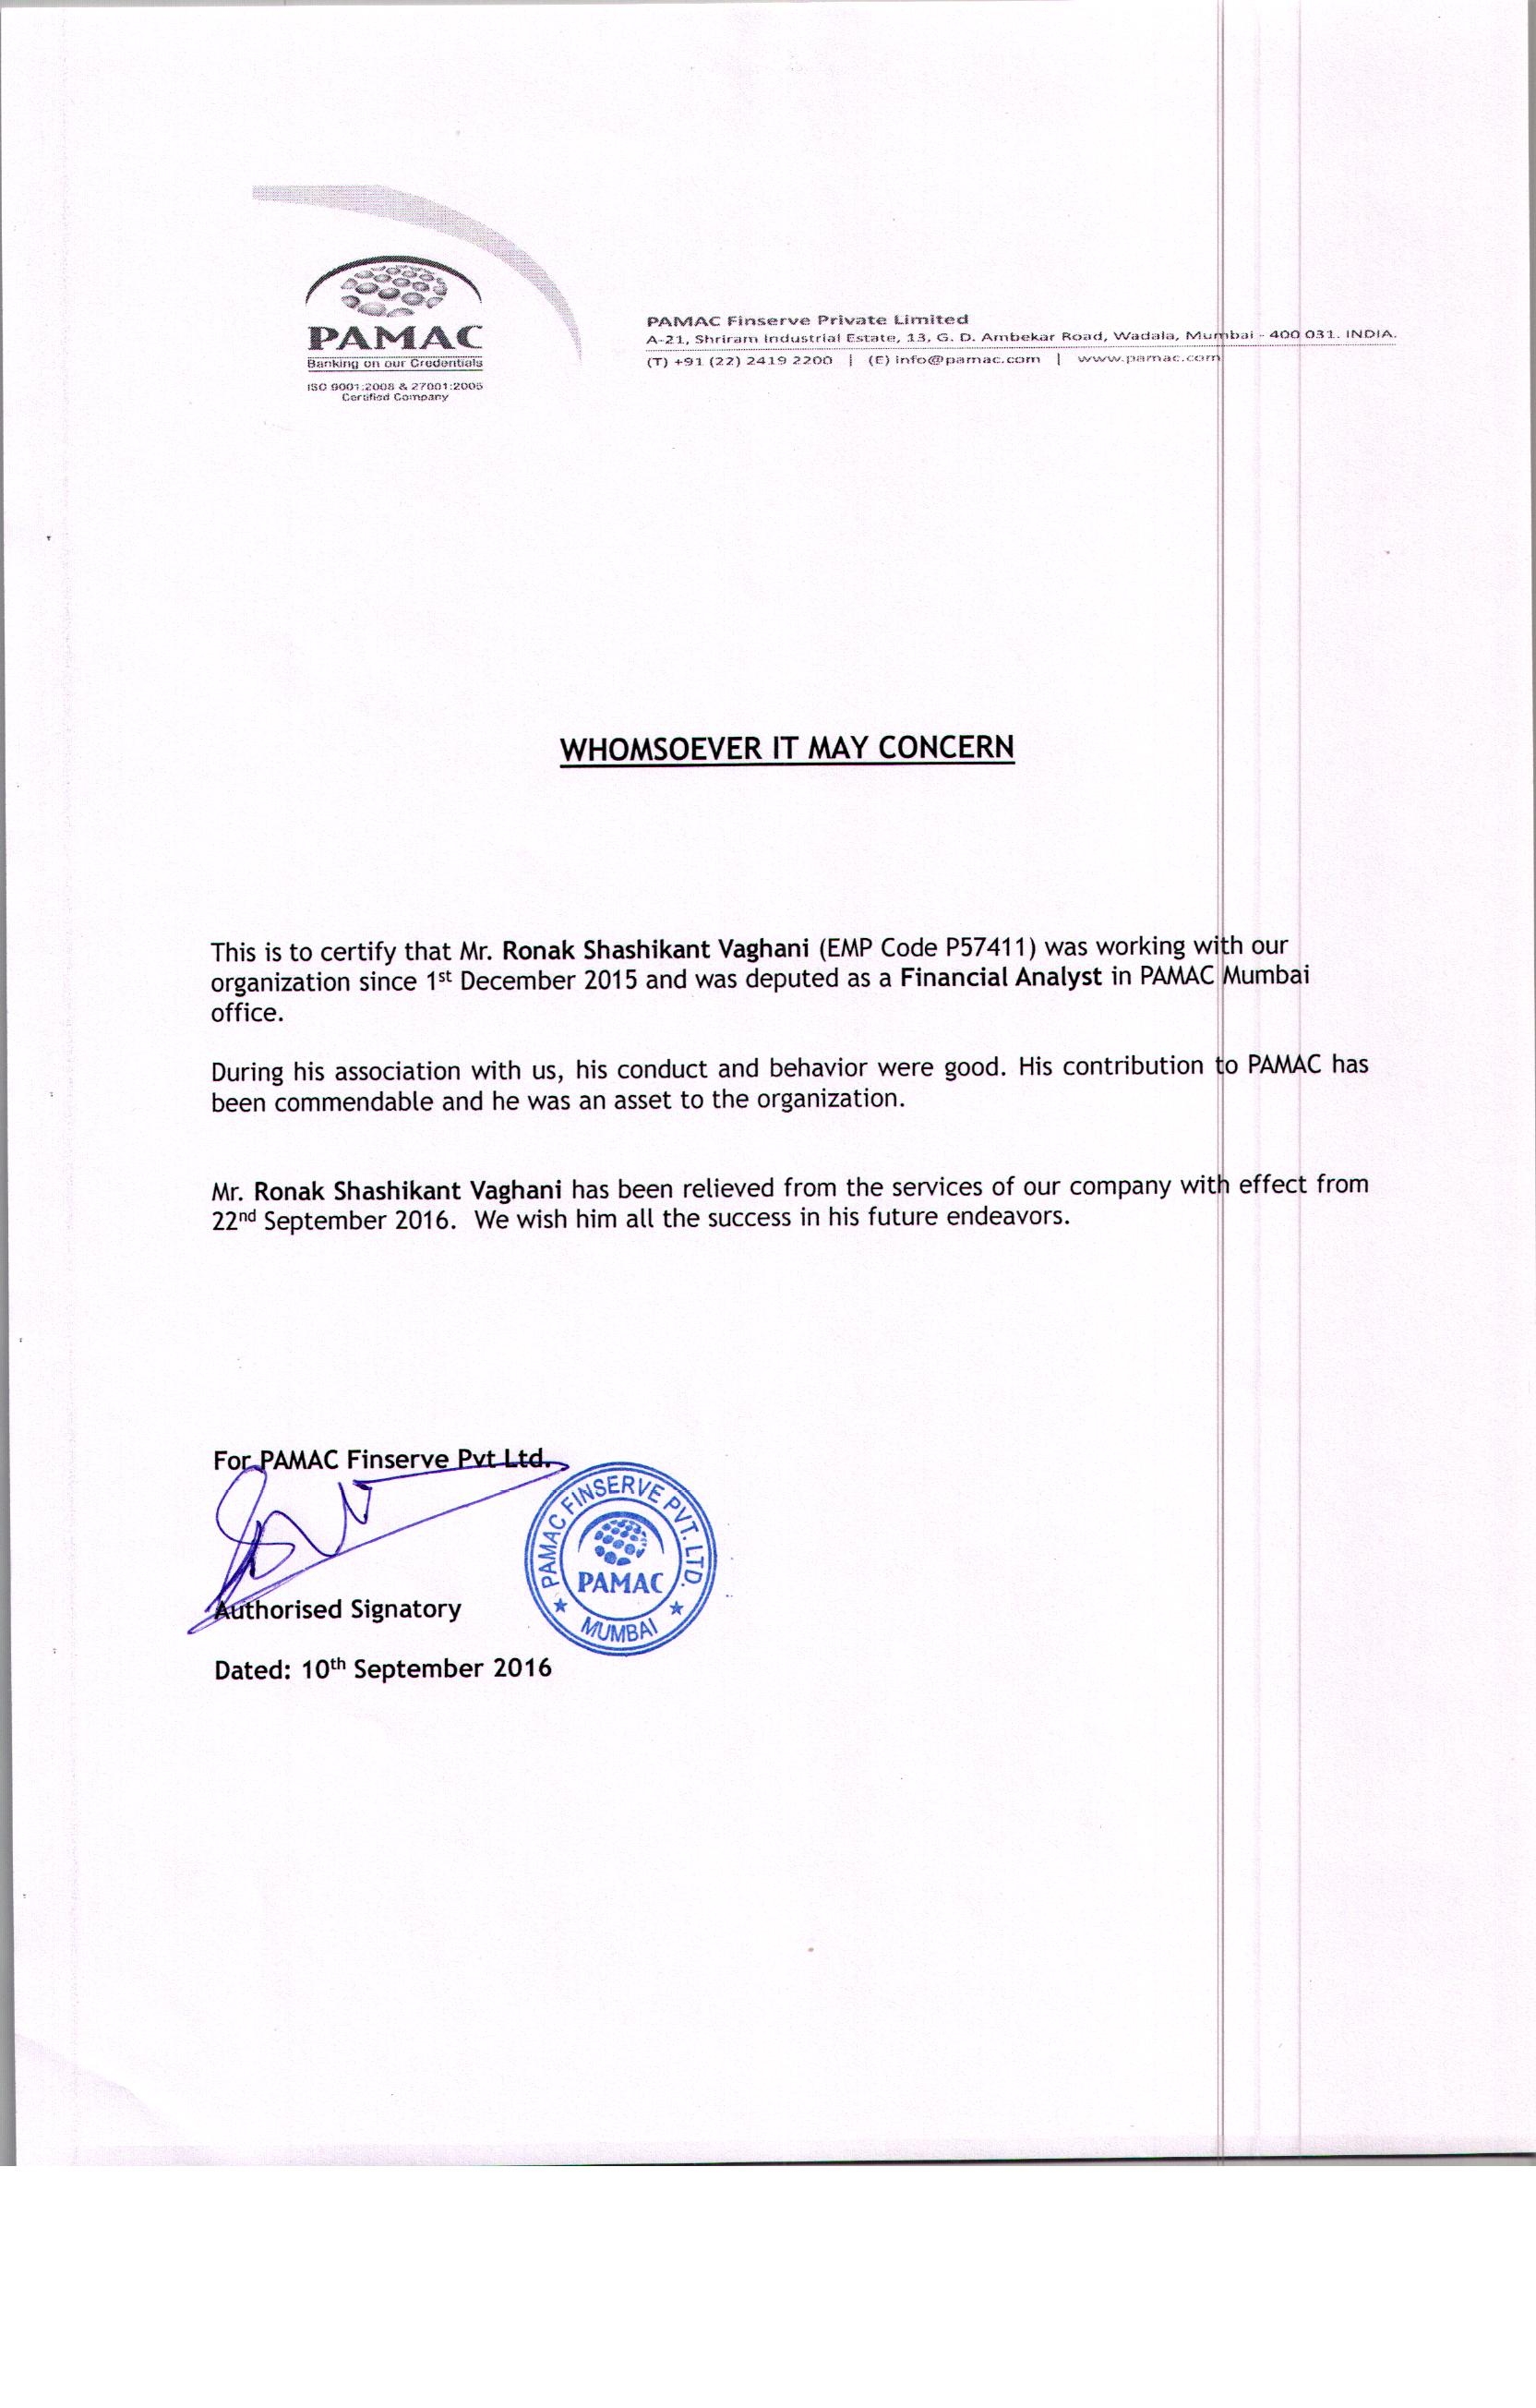 PAMAC
Banking on our Credentials
ISO 9001:2008 & 27001:2005
Certified Company
PAMAC Finserve Private Limited
A-21, Shriram Industrial Estate, 13, G. D. Ambekar Road, Wadala, Mumbai - 400 031. INDIA.
(T) +91 (22) 2419 2200 | (E) info@pamac.com | www.pamac.com
WHOMSOEVER IT MAY CONCERN
This is to certify that Mr. Ronak Shashikant Vaghani (EMP Code P57411) was working with our
organization since 1st December 2015 and was deputed as a Financial Analyst in PAMAC Mumbai
office.
During his association with us, his conduct and behavior were good. His contribution to PAMAC has
been commendable and he was an asset to the organization.
Mr. Ronak Shashikant Vaghani has been relieved from the services of our company with effect from
22nd September 2016. We wish him all the success in his future endeavors.
For PAMAC Finserve Pvt Ltd.
PAMAC FINSERVE PVT. LTD.
PAMAC
★ MUMBAI ★
Authorised Signatory
Dated: 10th September 2016